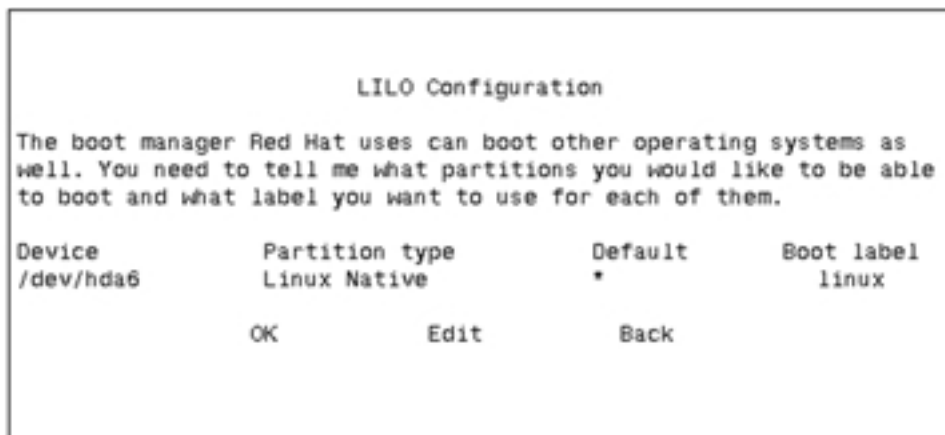 LILO Configuration
The boot manager Red Hat uses can boot other operating systems as
well. You need to tell me what partitions you would like to be able
to boot and what label you want to use for each of them.
Device Partition type Default Boot label
/dev/hda6 Linux Native * linux
OK Edit Back